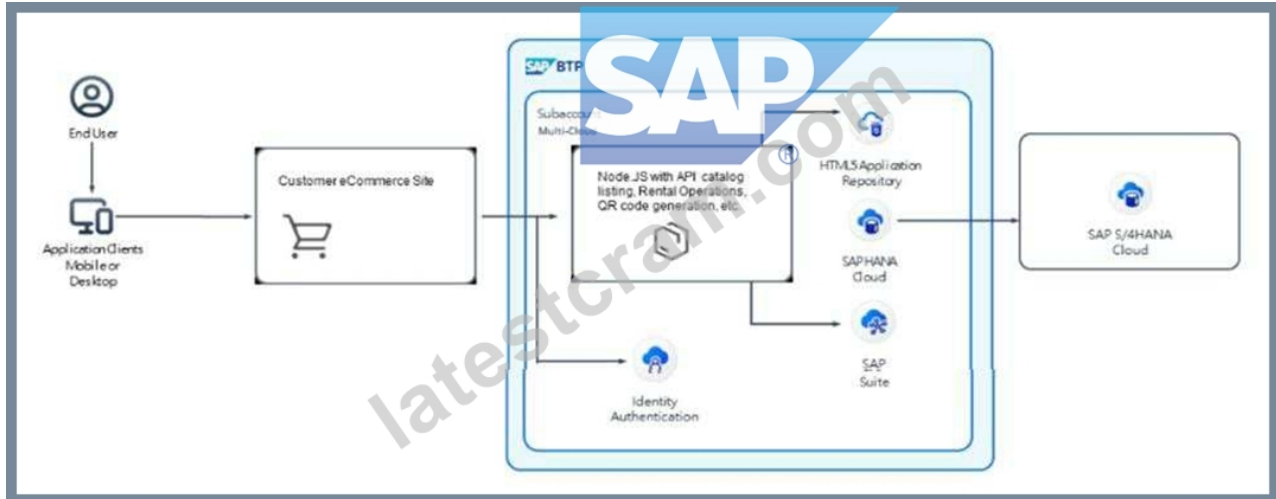 SAP BTP
SAP
®
Subaccount
Multi-Cloud
End User
Application Clients
Mobile or
Desktop
Customer eCommerce Site
Node.JS with API catalog
listing, Rental Operations,
QR code generation, etc.
HTML5 Application
Repository
SAP HANA
Cloud
SAP
Suite
Identity
Authentication
SAP S/4HANA
Cloud
latestcram.com